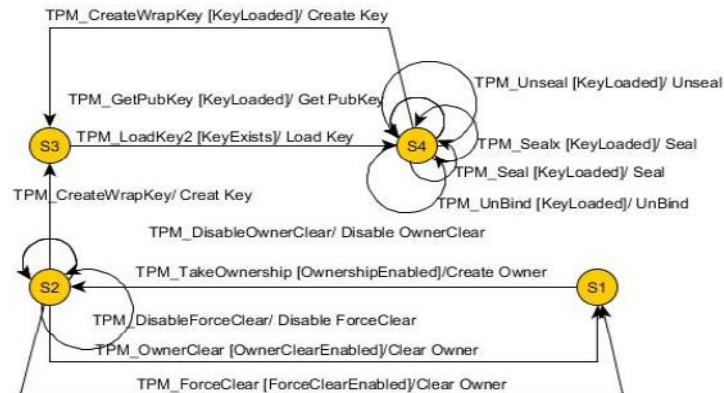 TPM_CreateWrapKey [KeyLoaded]/ Create Key
TPM_Unseal [KeyLoaded]/ Unseal
TPM_GetPubKey [KeyLoaded]/ Get PubKey
TPM_LoadKey2 [KeyExists]/ Load Key
S3
S4
TPM_Sealx [KeyLoaded]/ Seal
TPM_Seal [KeyLoaded]/ Seal
TPM_CreateWrapKey/ Creat Key
TPM_UnBind [KeyLoaded]/ UnBind
TPM_DisableOwnerClear/ Disable OwnerClear
TPM_TakeOwnership [OwnershipEnabled]/Create Owner
S2
S1
TPM_DisableForceClear/ Disable ForceClear
TPM_OwnerClear [OwnerClearEnabled]/Clear Owner
TPM_ForceClear [ForceClearEnabled]/Clear Owner